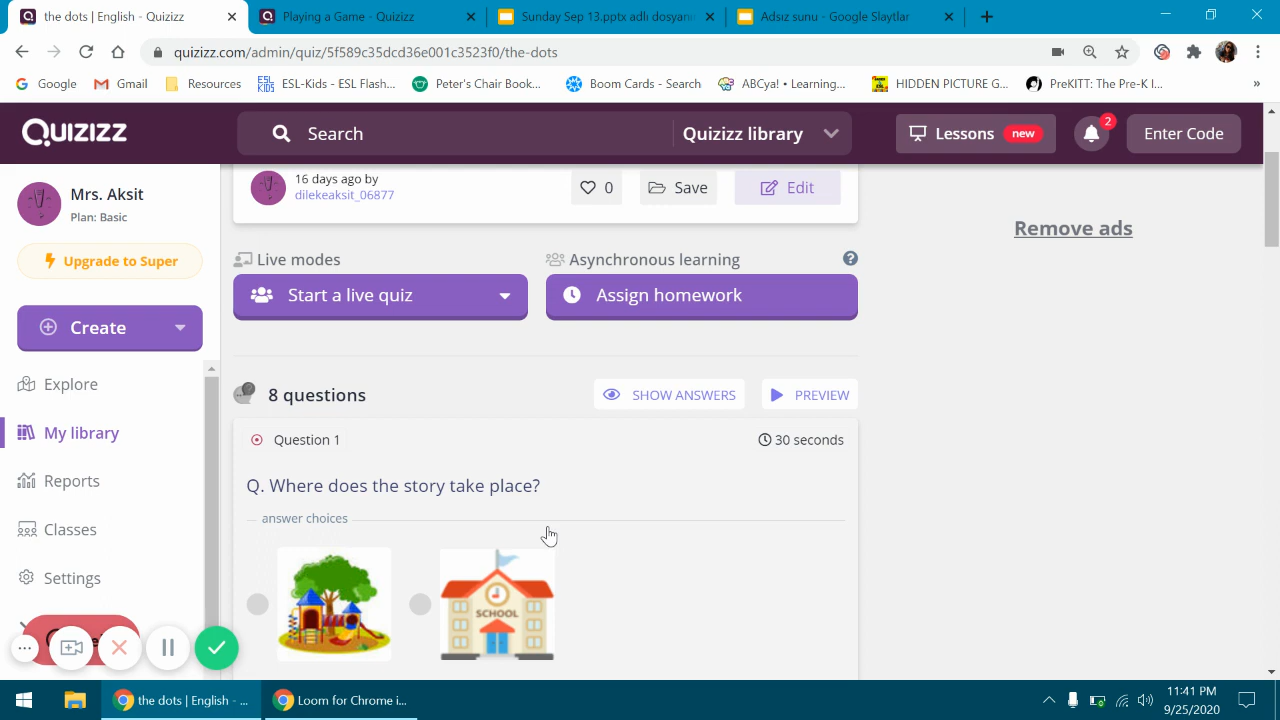 the dots | English - Quizizz
Playing a Game - Quizizz
Sunday Sep 13.pptx adlı dosyanı
Adsız sunu - Google Slaytlar
quizizz.com/admin/quiz/5f589c35dcd36e001c3523f0/the-dots
Google
Gmail
Resources
ESL-Kids - ESL Flash...
Peter's Chair Book...
Boom Cards - Search
ABCya! • Learning...
HIDDEN PICTURE G...
PreKITT: The Pre-K I...
»
Quizizz
Search
Quizizz library
Lessons new
2
Enter Code
Mrs. Aksit
Plan: Basic
Upgrade to Super
Create
Explore
My library
Reports
Classes
Settings
16 days ago by
dilekeaksit_06877
0
Save
Edit
Remove ads
Live modes
Asynchronous learning
?
Start a live quiz
Assign homework
8 questions
SHOW ANSWERS
PREVIEW
Question 1
30 seconds
Q. Where does the story take place?
answer choices
SCHOOL
the dots | English - ...
Loom for Chrome i...
11:41 PM
9/25/2020